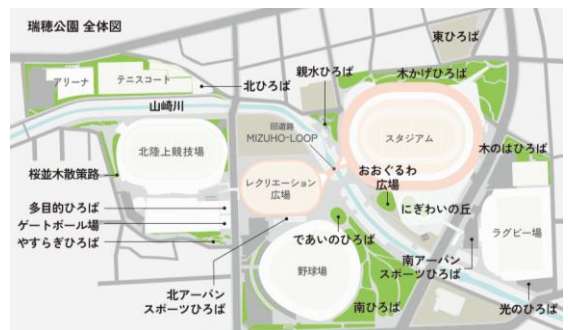 瑞穂公園 全体図
東ひろば
アリーナ
テニスコート
北ひろば
親水ひろば
木かげひろば
山崎川
回遊路
MIZUHO-LOOP
スタジアム
北陸上競技場
木のはひろば
桜並木散策路
レクリエーション
広場
おおぐるわ
広場
にぎわいの丘
多目的ひろば
ゲートボール場
やすらぎひろば
であいのひろば
ラグビー場
南アーバン
スポーツひろば
野球場
北アーバン
スポーツひろば
南ひろば
光のひろば